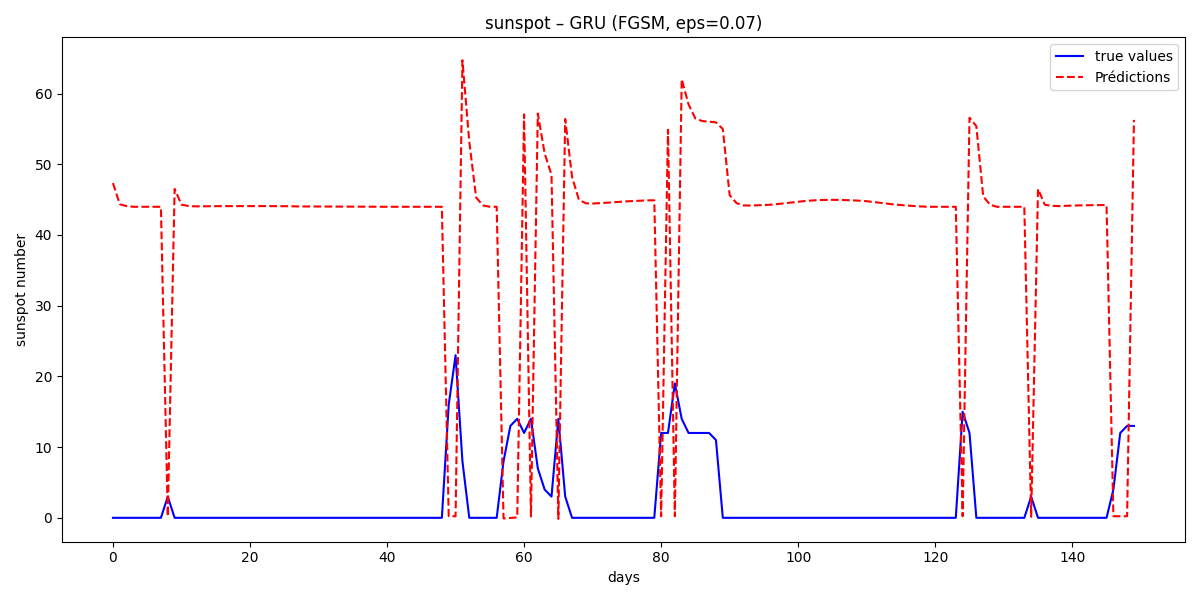 sunspot – GRU (FGSM, eps=0.07)
true values
Prédictions
sunspot number
60
50
40
30
20
10
0
0 20 40 60 80 100 120 140
days